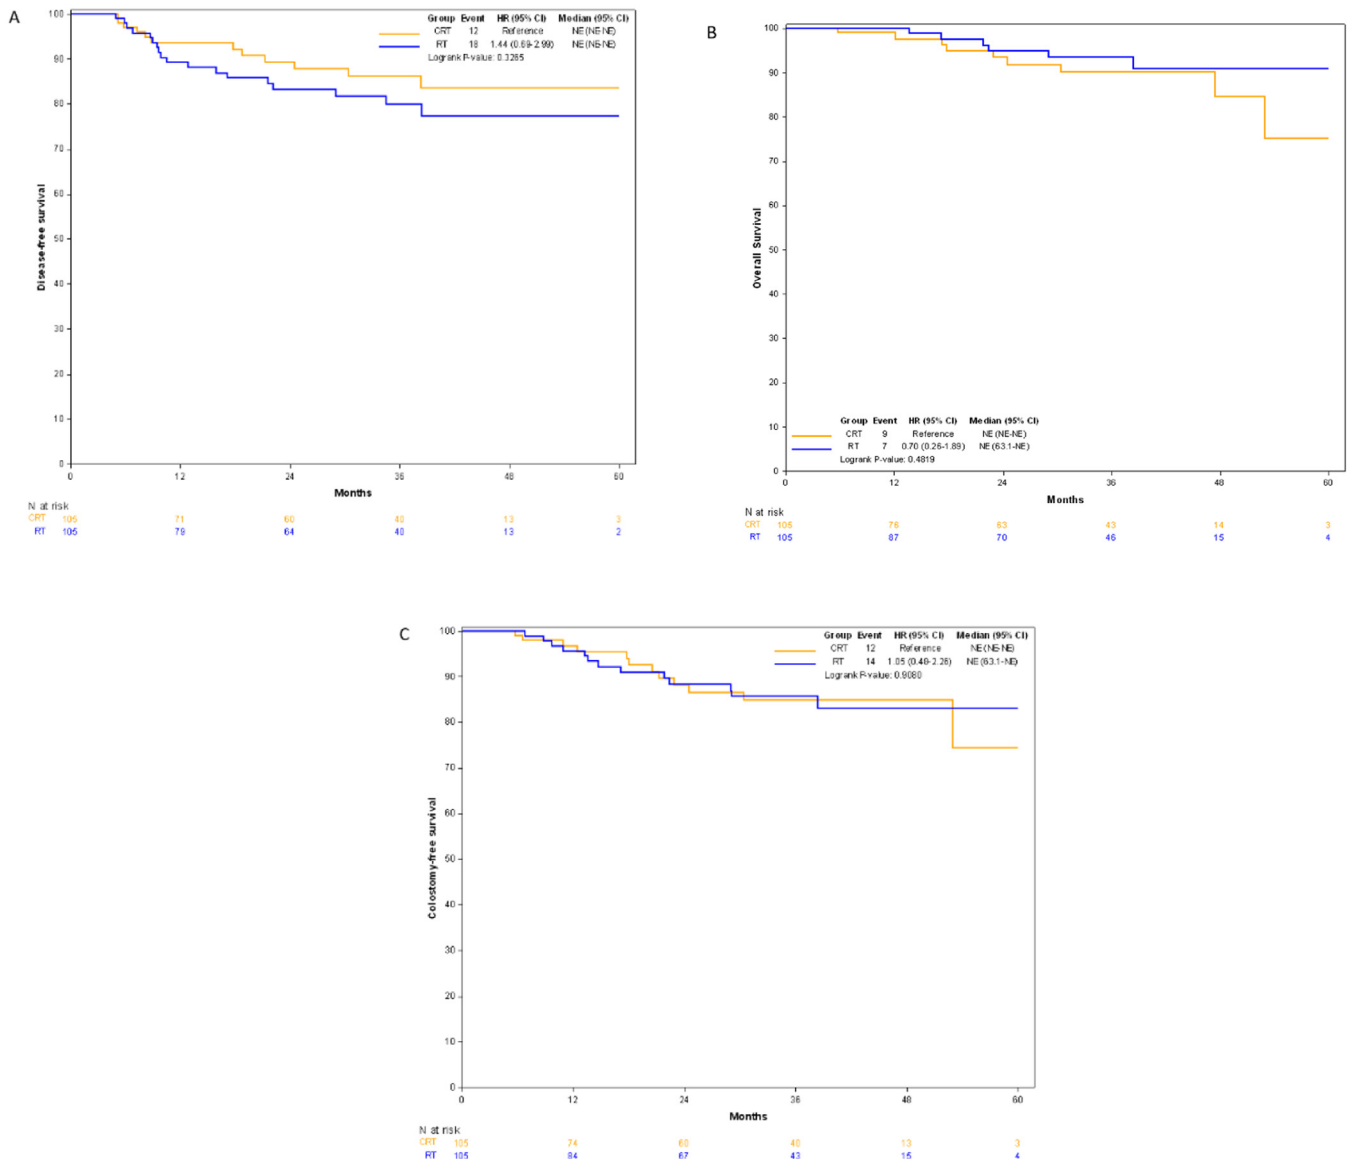 A
Group Event HR (95% CI) Median (95% CI)
CRT 12 Reference NE (NE-NE)
RT 18 1.44 (0.69-2.99) NE (NE-NE)
Logrank P-value: 0.3265
Disease-free survival
100
90
80
70
60
50
40
30
20
10
0
0 12 24 36 48 60
Months
N at risk
CRT 105 71 60 40 13 3
RT 105 79 64 40 13 2
B
Overall Survival
100
90
80
70
60
50
40
30
20
10
0
Group Event HR (95% CI) Median (95% CI)
CRT 9 Reference NE (NE-NE)
RT 7 0.70 (0.26-1.89) NE (63.1-NE)
Logrank P-value: 0.4819
0 12 24 36 48 60
Months
N at risk
CRT 105 76 63 43 14 3
RT 105 87 70 46 15 4
C
Group Event HR (95% CI) Median (95% CI)
CRT 12 Reference NE (NE-NE)
RT 14 1.05 (0.48-2.26) NE (63.1-NE)
Logrank P-value: 0.9080
Colostomy-free survival
100
90
80
70
60
50
40
30
20
10
0
0 12 24 36 48 60
Months
N at risk
CRT 105 74 60 40 13 3
RT 105 84 67 43 15 4